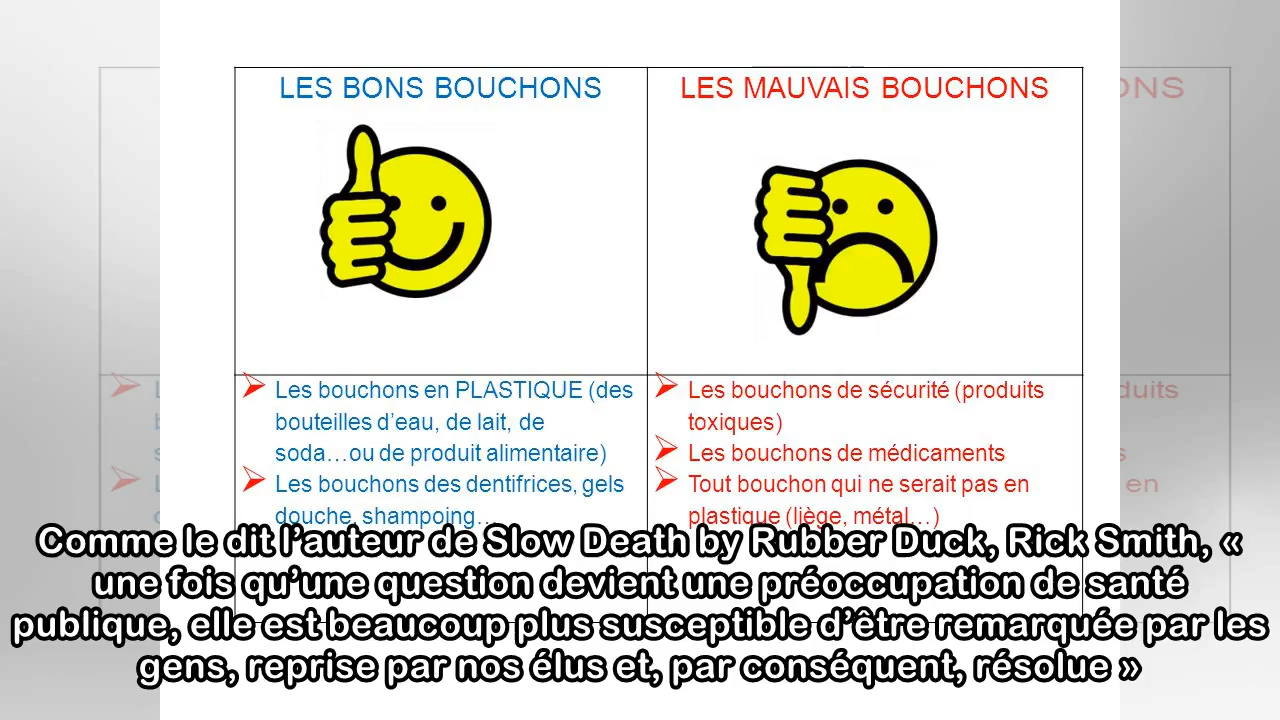 LES BONS BOUCHONS
LES MAUVAIS BOUCHONS
Les bouchons en PLASTIQUE (des
bouteilles d’eau, de lait, de
soda…ou de produit alimentaire)
Les bouchons des dentifrices, gels
douche, shampoing…
Les bouchons de sécurité (produits
toxiques)
Les bouchons de médicaments
Tout bouchon qui ne serait pas en
plastique (liège, métal…)
Comme le dit l’auteur de Slow Death by Rubber Duck, Rick Smith, «
une fois qu’une question devient une préoccupation de santé
publique, elle est beaucoup plus susceptible d’être remarquée par les
gens, reprise par nos élus et, par conséquent, résolue »